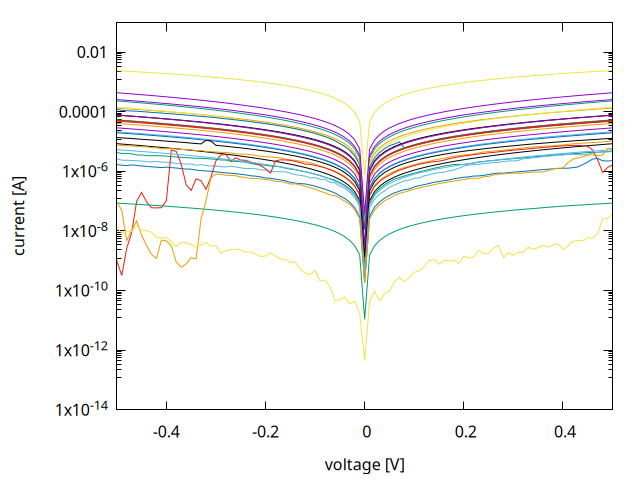 0.01
0.0001
1x10⁻⁶
1x10⁻⁸
1x10⁻¹⁰
1x10⁻¹²
1x10⁻¹⁴
current [A]
-0.4 -0.2 0 0.2 0.4
voltage [V]